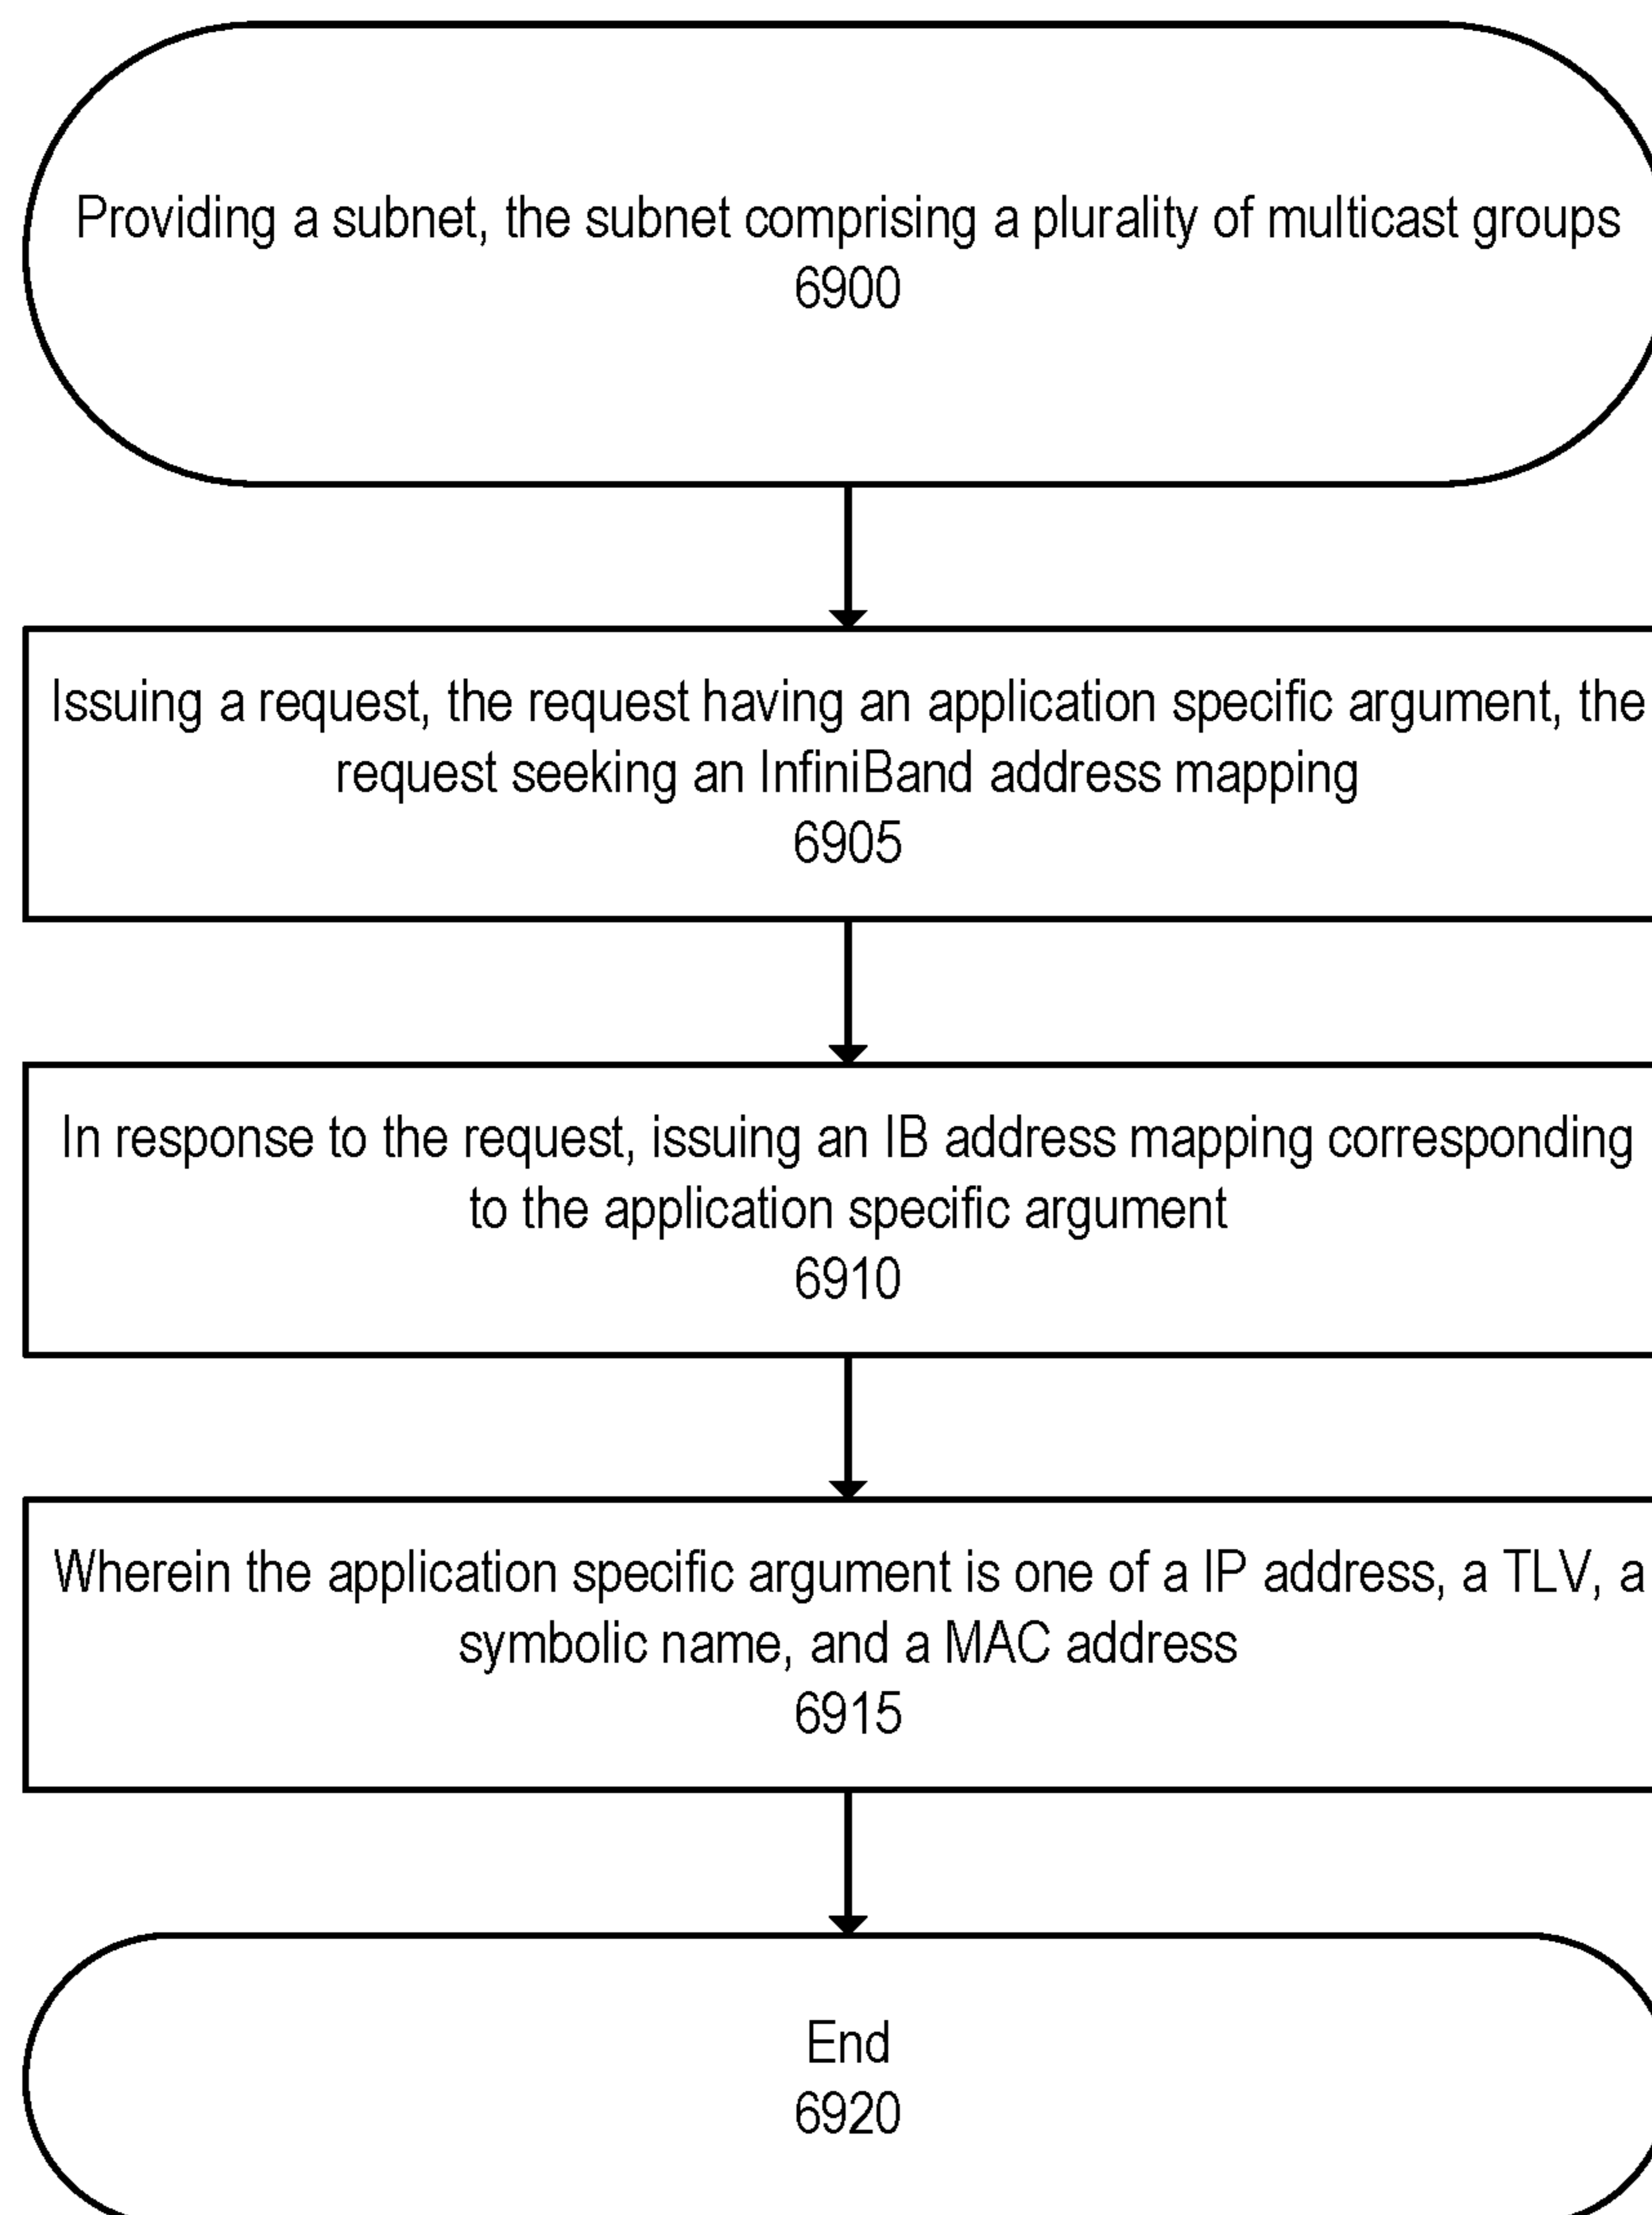 Providing a subnet, the subnet comprising a plurality of multicast groups
6900
Issuing a request, the request having an application specific argument, the
request seeking an InfiniBand address mapping
6905
In response to the request, issuing an IB address mapping corresponding
to the application specific argument
6910
Wherein the application specific argument is one of a IP address, a TLV, a
symbolic name, and a MAC address
6915
End
6920